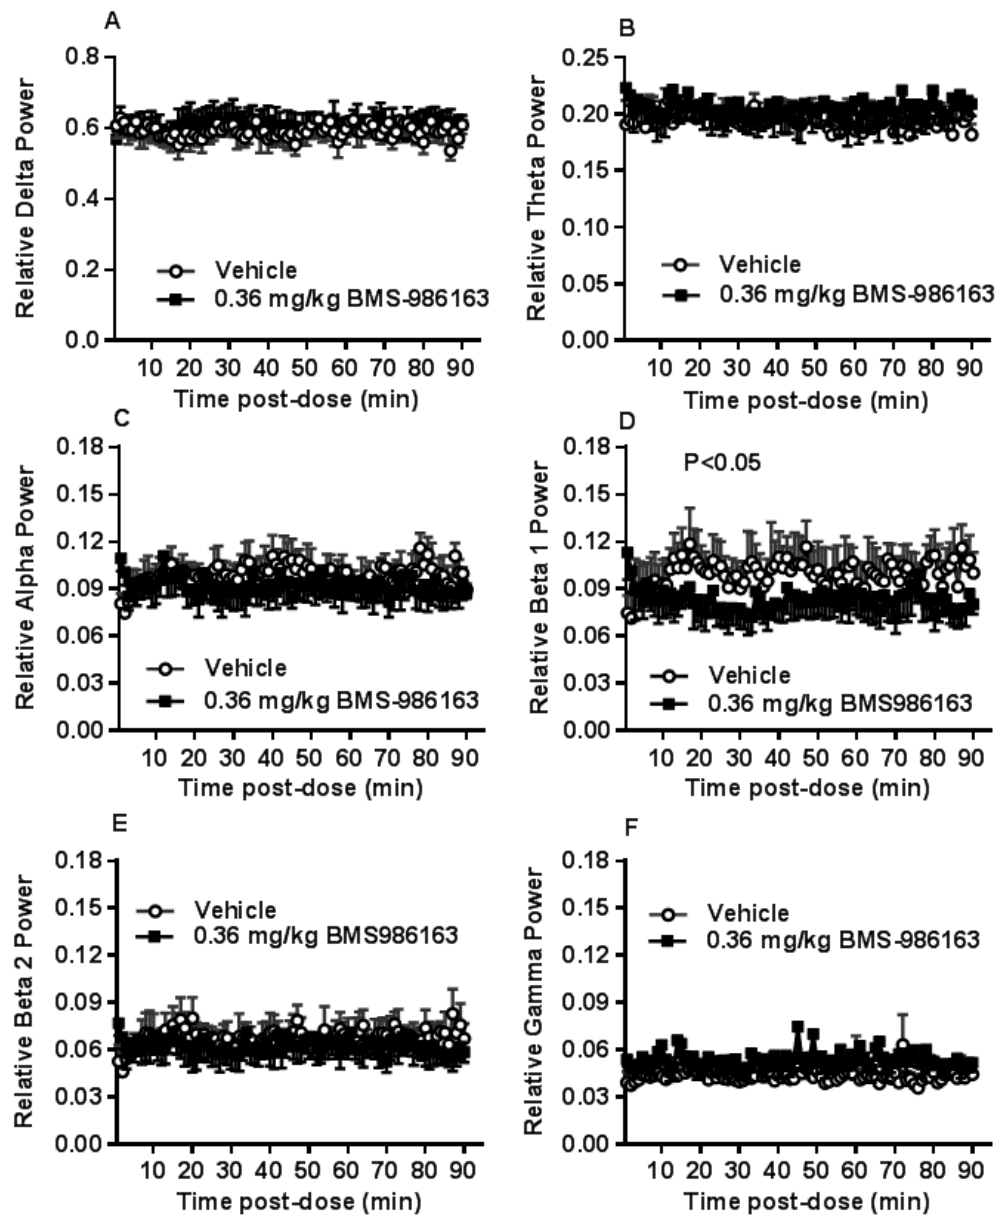 A
Relative Delta Power
0.8
0.6
0.4
0.2
0.0
Vehicle
0.36 mg/kg BMS-986163
10 20 30 40 50 60 70 80 90
Time post-dose (min)
B
Relative Theta Power
0.25
0.20
0.15
0.10
0.05
0.00
Vehicle
0.36 mg/kg BMS-986163
10 20 30 40 50 60 70 80 90
Time post-dose (min)
C
Relative Alpha Power
0.18
0.15
0.12
0.09
0.06
0.03
0.00
Vehicle
0.36 mg/kg BMS-986163
10 20 30 40 50 60 70 80 90
Time post-dose (min)
D
Relative Beta 1 Power
0.18
0.15
0.12
0.09
0.06
0.03
0.00
P<0.05
Vehicle
0.36 mg/kg BMS986163
10 20 30 40 50 60 70 80 90
Time post-dose (min)
E
Relative Beta 2 Power
0.18
0.15
0.12
0.09
0.06
0.03
0.00
Vehicle
0.36 mg/kg BMS986163
10 20 30 40 50 60 70 80 90
Time post-dose (min)
F
Relative Gamma Power
0.18
0.15
0.12
0.09
0.06
0.03
0.00
Vehicle
0.36 mg/kg BMS-986163
10 20 30 40 50 60 70 80 90
Time post-dose (min)